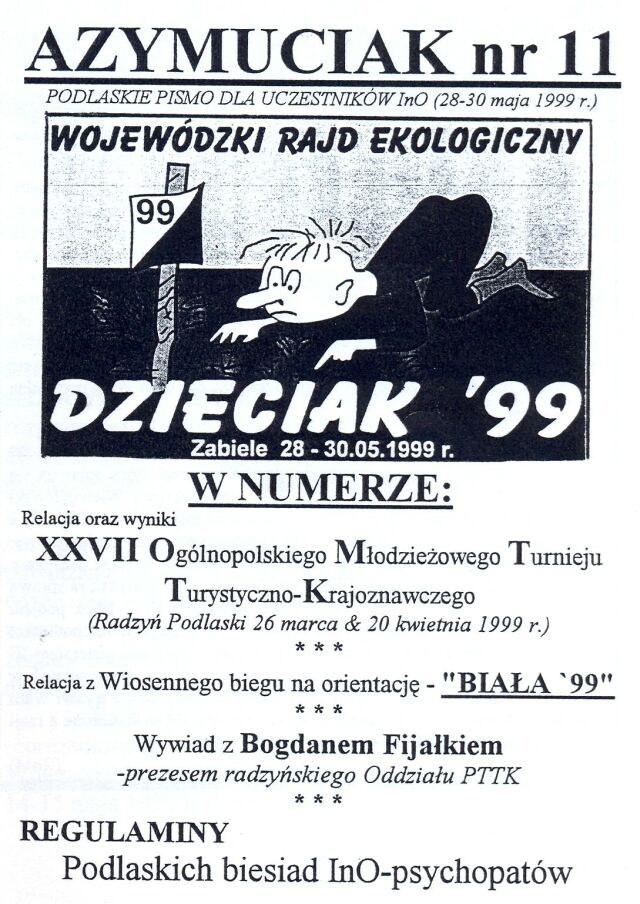 AZYMUCIAK nr 11
PODLASKIE PISMO DLA UCZESTNIKÓW InO (28-30 maja 1999 r.)
WOJEWÓDZKI RAJD EKOLOGICZNY
99
DZIECIAK '99
Zabiele 28 - 30.05.1999 r.
W NUMERZE:
Relacja oraz wyniki
XXVII Ogólnopolskiego Młodzieżowego Turnieju
Turystyczno-Krajoznawczego
(Radzyń Podlaski 26 marca & 20 kwietnia 1999 r.)
* * *
Relacja z Wiosennego biegu na orientację - "BIAŁA `99"
* * *
Wywiad z Bogdanem Fijałkiem
-prezesem radzyńskiego Oddziału PTTK
* * *
REGULAMINY
Podlaskich biesiad InO-psychopatów